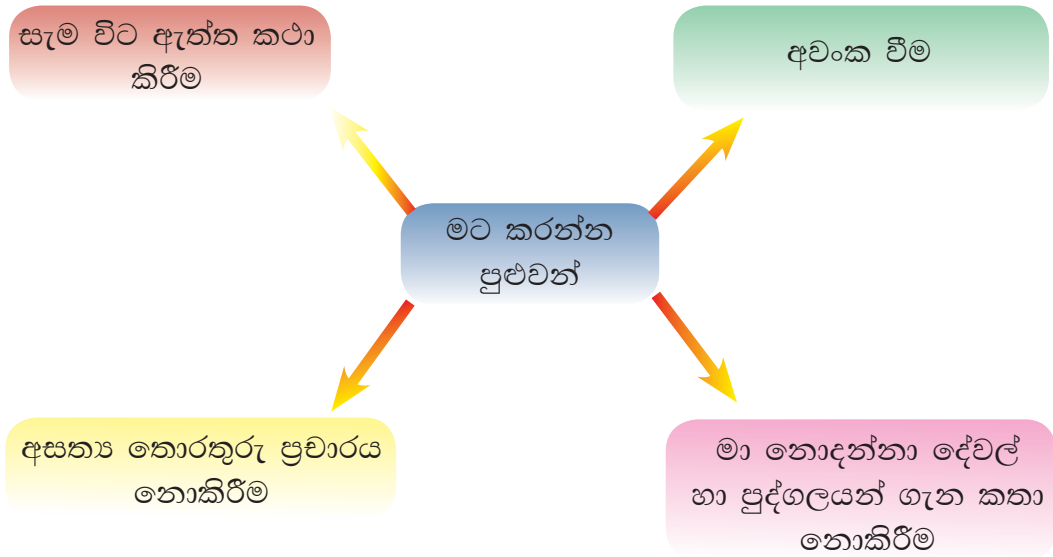 සැම විට ඇත්ත කථා
කිරීම
අවංක වීම
මට කරන්න
පුළුවන්
අසත්‍ය තොරතුරු ප්‍රචාරය
නොකිරීම
මා නොදන්නා දේවල්
හා පුද්ගලයන් ගැන කතා
නොකිරීම